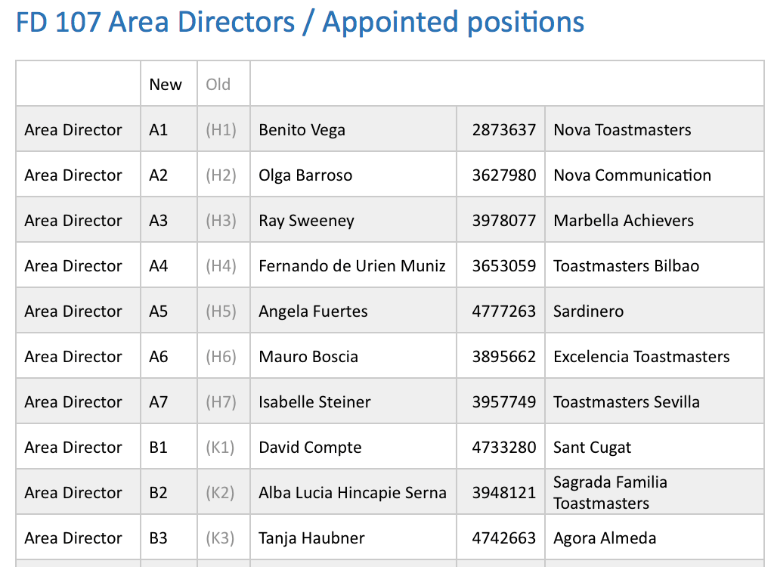 FD 107 Area Directors / Appointed positions
New Old
Area Director A1 (H1) Benito Vega 2873637 Nova Toastmasters
Area Director A2 (H2) Olga Barroso 3627980 Nova Communication
Area Director A3 (H3) Ray Sweeney 3978077 Marbella Achievers
Area Director A4 (H4) Fernando de Urien Muniz 3653059 Toastmasters Bilbao
Area Director A5 (H5) Angela Fuertes 4777263 Sardinero
Area Director A6 (H6) Mauro Boscia 3895662 Excelencia Toastmasters
Area Director A7 (H7) Isabelle Steiner 3957749 Toastmasters Sevilla
Area Director B1 (K1) David Compte 4733280 Sant Cugat
Area Director B2 (K2) Alba Lucia Hincapie Serna 3948121 Sagrada Familia
Toastmasters
Area Director B3 (K3) Tanja Haubner 4742663 Agora Almeda